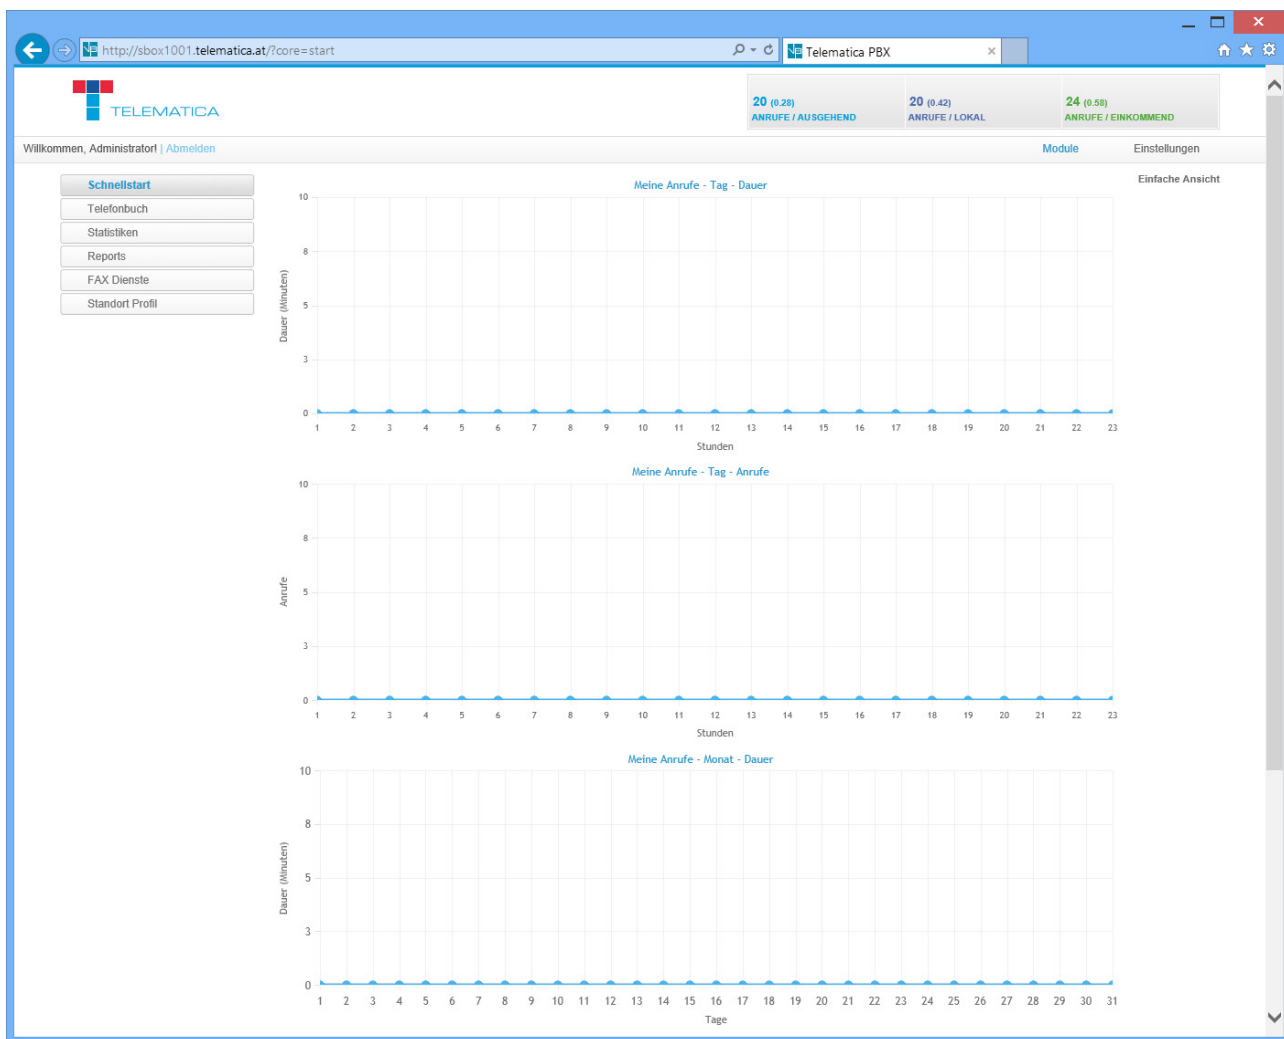 http://sbox1001.telematica.at/?core=start
Telematica PBX
TELEMATICA
20 (0.28)
ANRUFE / AUSGEHEND
20 (0.42)
ANRUFE / LOKAL
24 (0.58)
ANRUFE / EINKOMMEND
Willkommen, Administrator! | Abmelden
Module
Einstellungen
Einfache Ansicht
Schnellstart
Telefonbuch
Statistiken
Reports
FAX Dienste
Standort Profil
Meine Anrufe - Tag - Dauer
10
8
5
3
0
Dauer (Minuten)
1 2 3 4 5 6 7 8 9 10 11 12 13 14 15 16 17 18 19 20 21 22 23
Stunden
Meine Anrufe - Tag - Anrufe
10
8
5
3
0
Anrufe
1 2 3 4 5 6 7 8 9 10 11 12 13 14 15 16 17 18 19 20 21 22 23
Stunden
Meine Anrufe - Monat - Dauer
10
8
5
3
0
Dauer (Minuten)
1 2 3 4 5 6 7 8 9 10 11 12 13 14 15 16 17 18 19 20 21 22 23 24 25 26 27 28 29 30 31
Tage